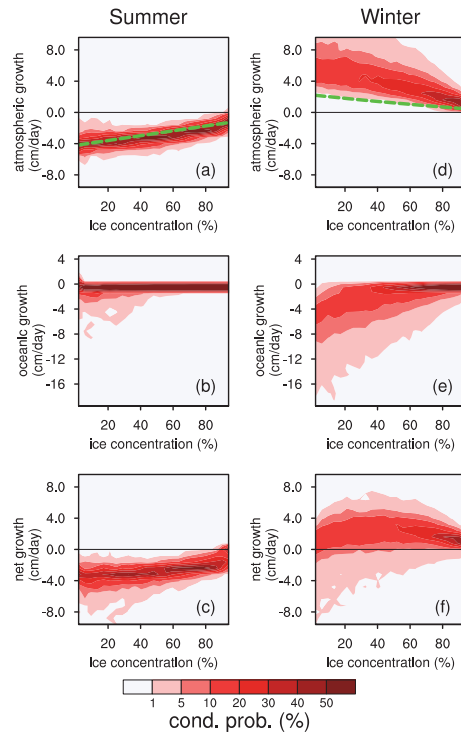 Summer Winter
8.0
4.0
0.0
-4.0
-8.0
atmospheric growth
(cm/day)
(a)
20 40 60 80
Ice concentration (%)
8.0
4.0
0.0
-4.0
-8.0
atmospheric growth
(cm/day)
(d)
20 40 60 80
Ice concentration (%)
4
0
-4
-8
-12
-16
oceanic growth
(cm/day)
(b)
20 40 60 80
ice concentration (%)
4
0
-4
-8
-12
-16
oceanic growth
(cm/day)
(e)
20 40 60 80
ice concentration (%)
8.0
4.0
0.0
-4.0
-8.0
net growth
(cm/day)
(c)
20 40 60 80
Ice concentration (%)
8.0
4.0
0.0
-4.0
-8.0
net growth
(cm/day)
(f)
20 40 60 80
Ice concentration (%)
1 5 10 20 30 40 50
cond. prob. (%)